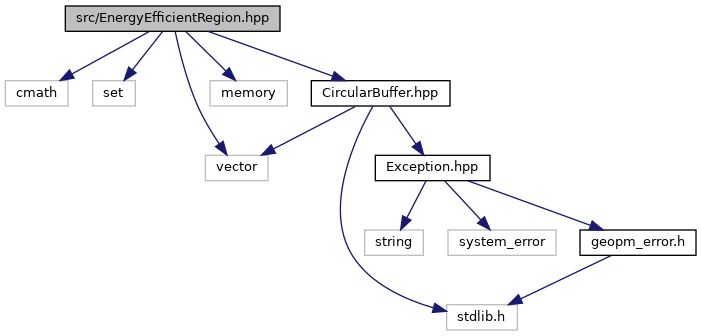 src/EnergyEfficientRegion.hpp
cmath
set
memory
CircularBuffer.hpp
vector
Exception.hpp
string
system_error
geopm_error.h
stdlib.h